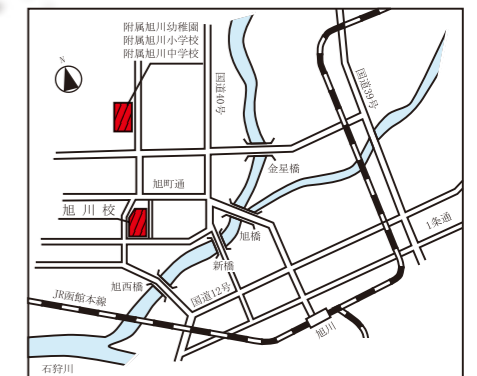 附属旭川幼稚園
附属旭川小学校
附属旭川中学校
N
国道40号
国道39号
金星橋
旭町通
旭川校
旭橋
1条通
新橋
旭西橋
国道12号
JR函館本線
旭川
石狩川